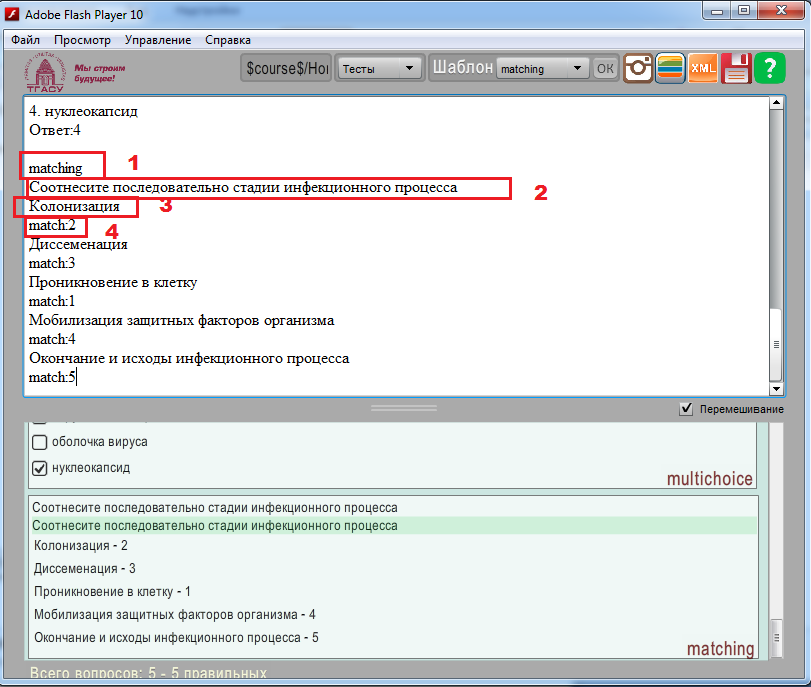 Adobe Flash Player 10
Файл Просмотр Управление Справка
Мы строим
будущее!
ТГАСУ
$course$/Hon
Тесты
Шаблон
matching
OK
XML
?
4. нуклеокапсид
Ответ:4
matching
1
Соотнесите последовательно стадии инфекционного процесса
2
Колонизация
3
match:2
4
Диссеменация
match:3
Проникновение в клетку
match:1
Мобилизация защитных факторов организма
match:4
Окончание и исходы инфекционного процесса
match:5
Перемешивание
оболочка вируса
нуклеокапсид
multichoice
Соотнесите последовательно стадии инфекционного процесса
Соотнесите последовательно стадии инфекционного процесса
Колонизация - 2
Диссеменация - 3
Проникновение в клетку - 1
Мобилизация защитных факторов организма - 4
Окончание и исходы инфекционного процесса - 5
matching
Всего вопросов: 5 - 5 правильных